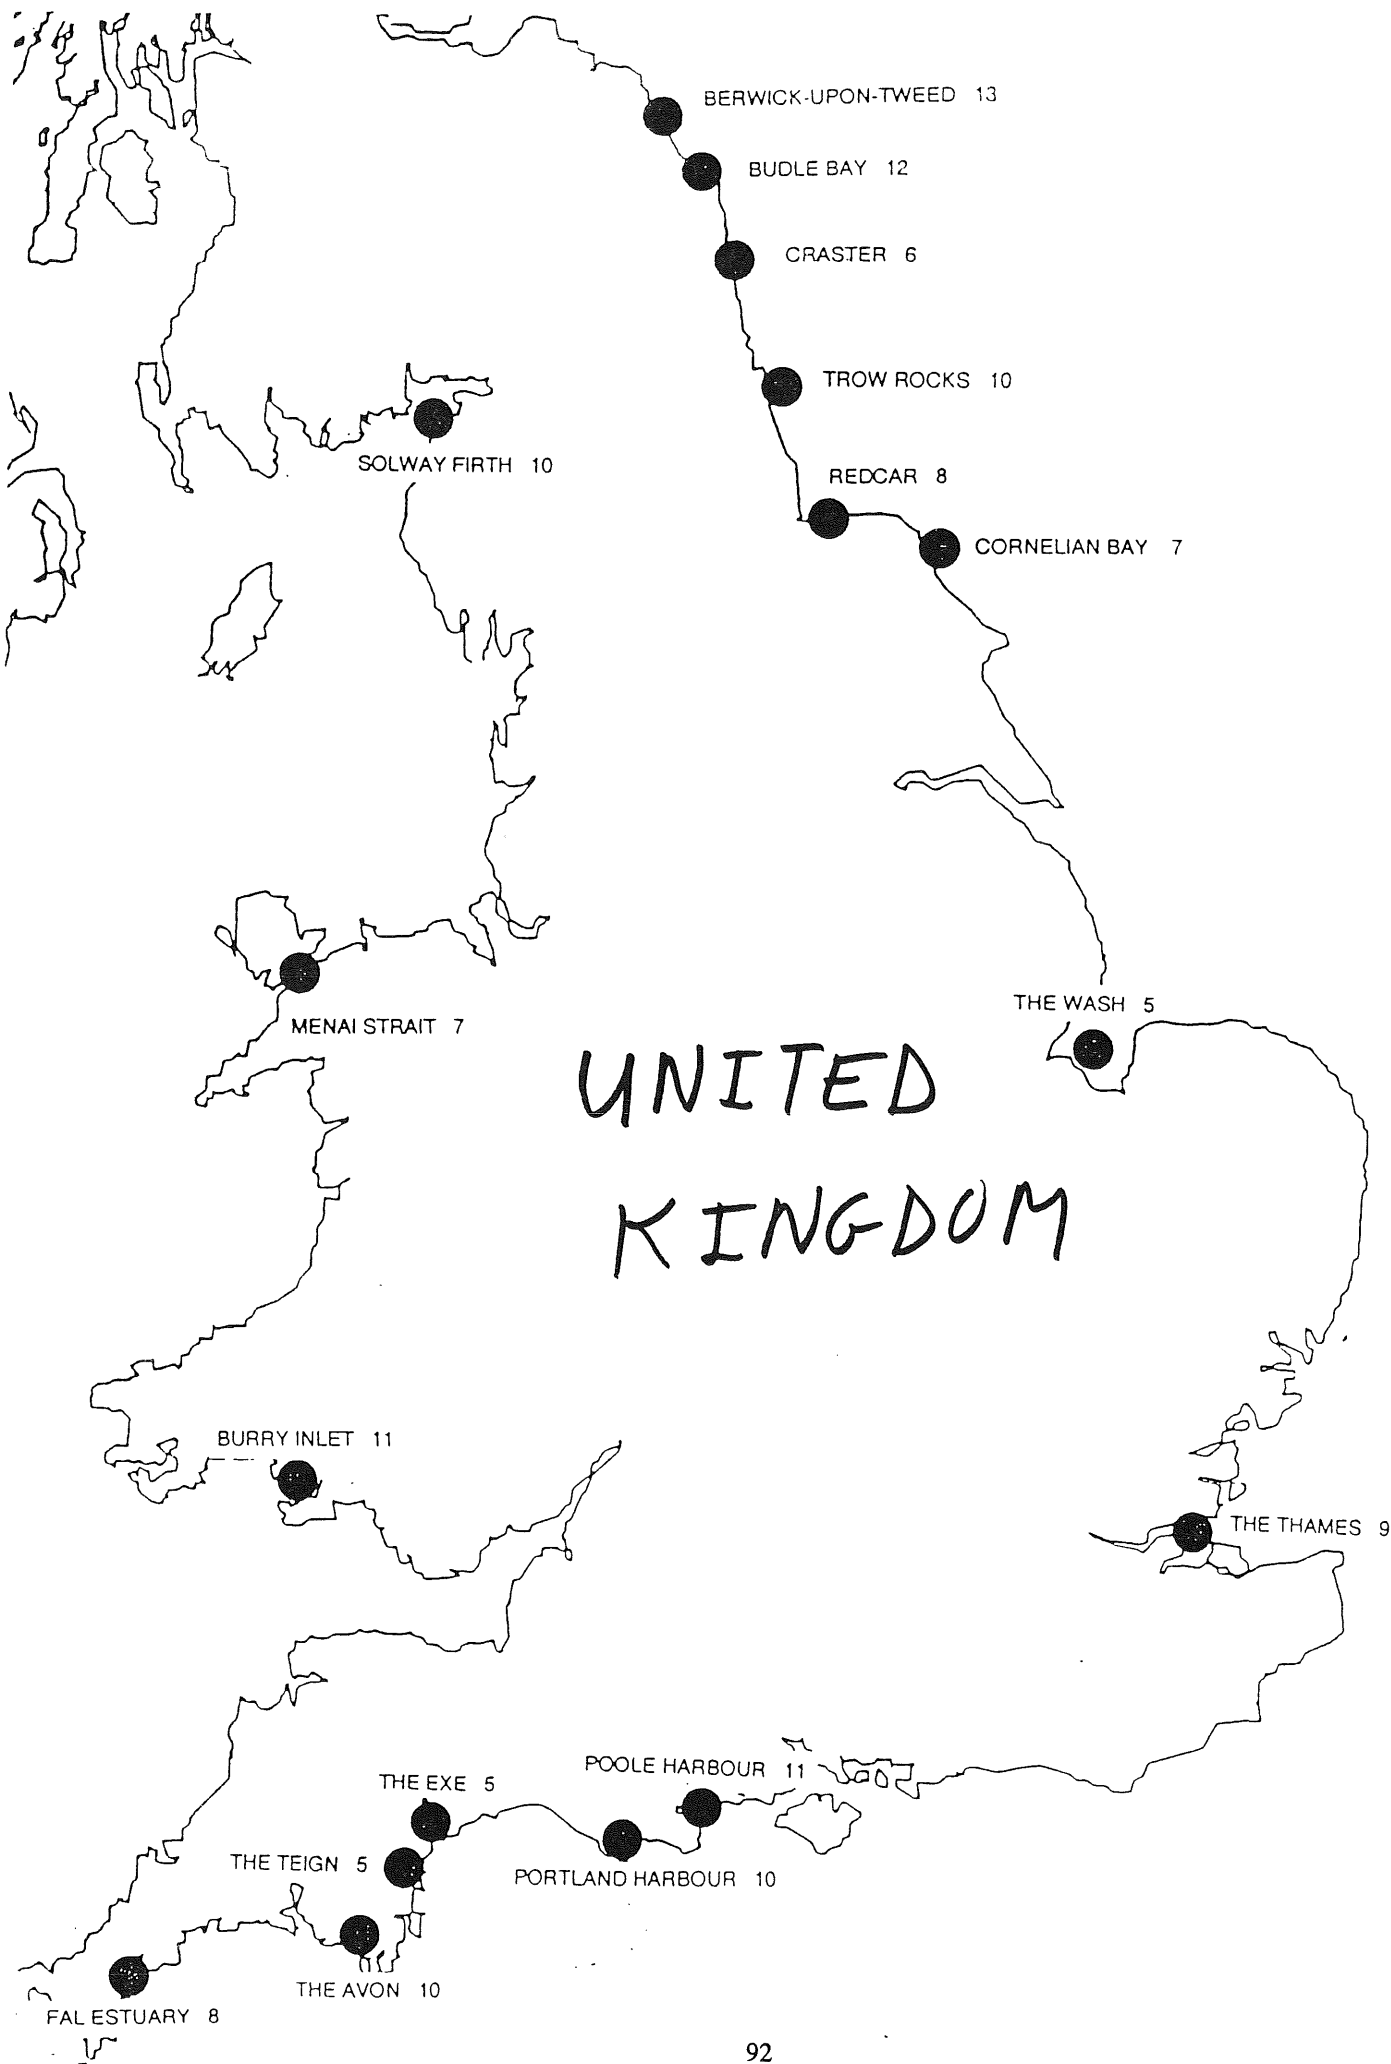 BERWICK-UPON-TWEED 13
BUDLE BAY 12
CRASTER 6
TROW ROCKS 10
SOLWAY FIRTH 10
REDCAR 8
CORNELIAN BAY 7
THE WASH 5
MENAI STRAIT 7
UNITED
KINGDOM
BURRY INLET 11
THE THAMES 9
POOLE HARBOUR 11
THE EXE 5
THE TEIGN 5
PORTLAND HARBOUR 10
THE AVON 10
FAL ESTUARY 8
92